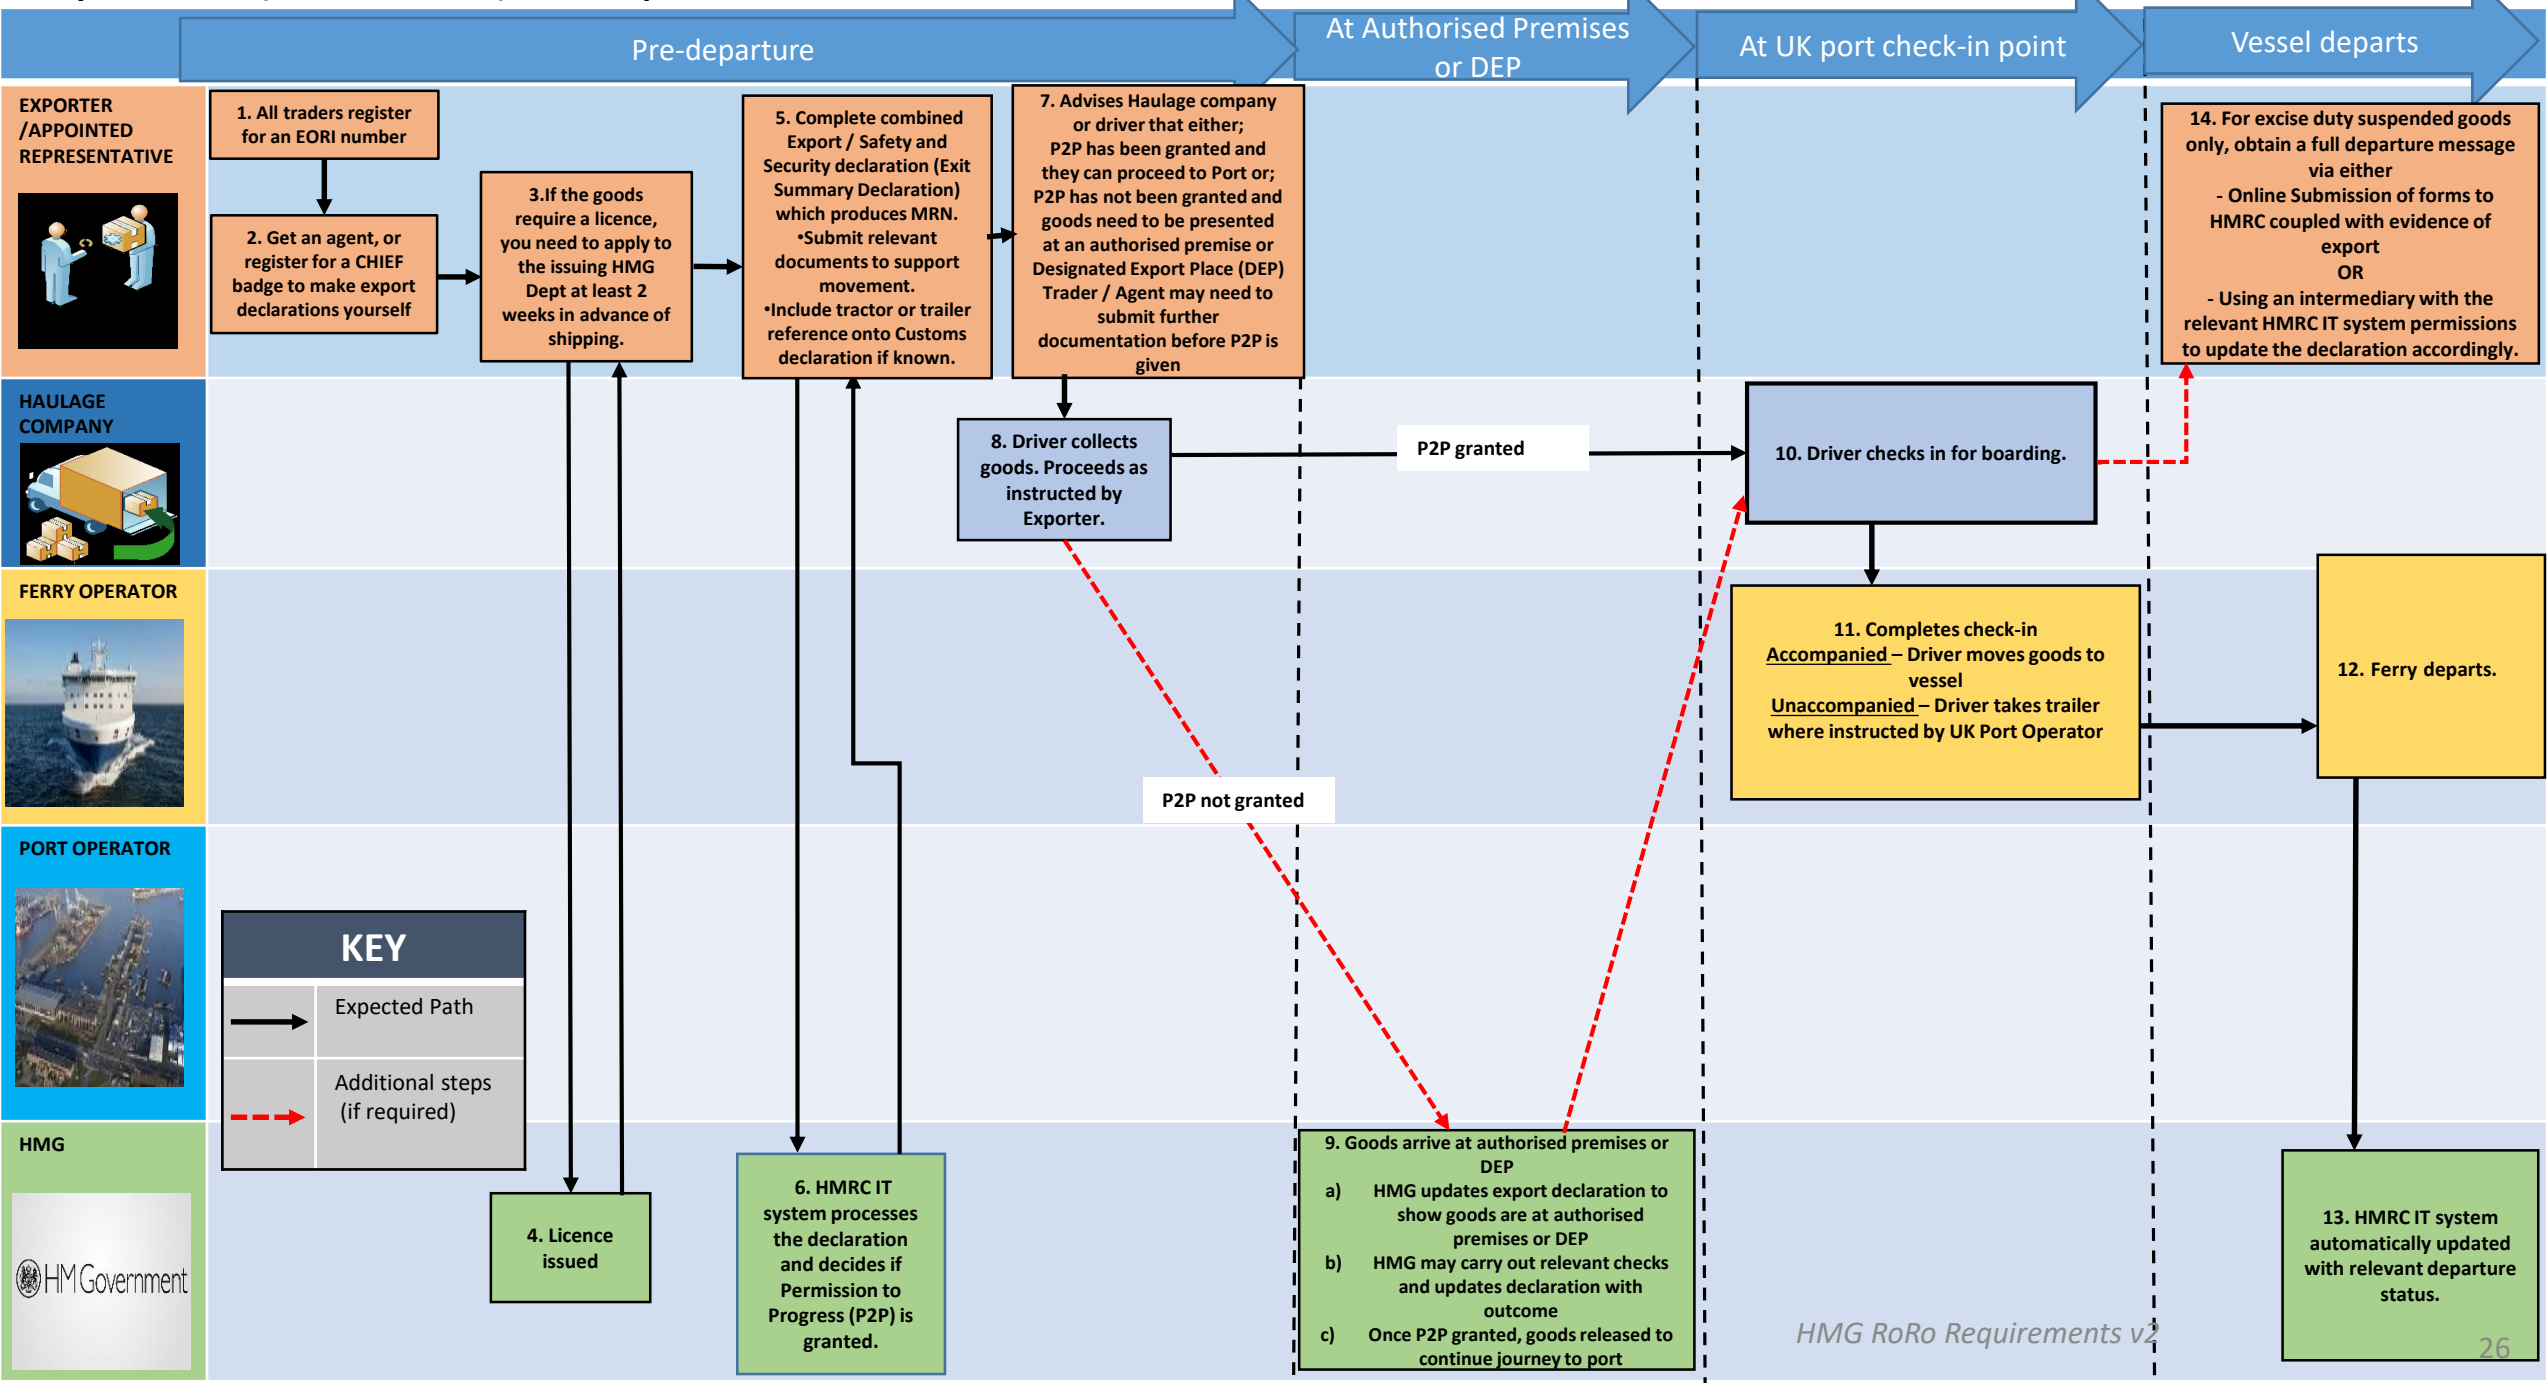 Pre-departure
At Authorised Premises
or DEP
At UK port check-in point
Vessel departs
EXPORTER
/APPOINTED
REPRESENTATIVE
1. All traders register
for an EORI number
2. Get an agent, or
register for a CHIEF
badge to make export
declarations yourself
3.If the goods
require a licence,
you need to apply to
the issuing HMG
Dept at least 2
weeks in advance of
shipping.
5. Complete combined
Export / Safety and
Security declaration (Exit
Summary Declaration)
which produces MRN.
•Submit relevant
documents to support
movement.
•Include tractor or trailer
reference onto Customs
declaration if known.
7. Advises Haulage company
or driver that either;
P2P has been granted and
they can proceed to Port or;
P2P has not been granted and
goods need to be presented
at an authorised premise or
Designated Export Place (DEP)
Trader / Agent may need to
submit further
documentation before P2P is
given
14. For excise duty suspended goods
only, obtain a full departure message
via either
- Online Submission of forms to
HMRC coupled with evidence of
export
OR
- Using an intermediary with the
relevant HMRC IT system permissions
to update the declaration accordingly.
HAULAGE
COMPANY
8. Driver collects
goods. Proceeds as
instructed by
Exporter.
P2P granted
10. Driver checks in for boarding.
FERRY OPERATOR
11. Completes check-in
Accompanied – Driver moves goods to
vessel
Unaccompanied – Driver takes trailer
where instructed by UK Port Operator
12. Ferry departs.
P2P not granted
PORT OPERATOR
KEY
Expected Path
Additional steps
(if required)
HMG
HM Government
4. Licence
issued
6. HMRC IT
system processes
the declaration
and decides if
Permission to
Progress (P2P) is
granted.
9. Goods arrive at authorised premises or
DEP
a) HMG updates export declaration to
show goods are at authorised
premises or DEP
b) HMG may carry out relevant checks
and updates declaration with
outcome
c) Once P2P granted, goods released to
continue journey to port
13. HMRC IT system
automatically updated
with relevant departure
status.
HMG RoRo Requirements v2
26